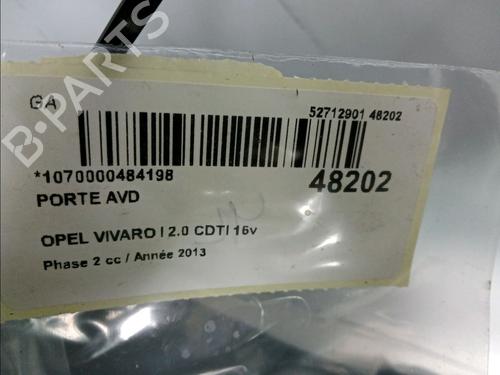 GA
52712901 48202
*1070000484198
48202
PORTE AVD
OPEL VIVARO I 2.0 CDTI 16v
Phase 2 cc / Année 2013
B-PARTS